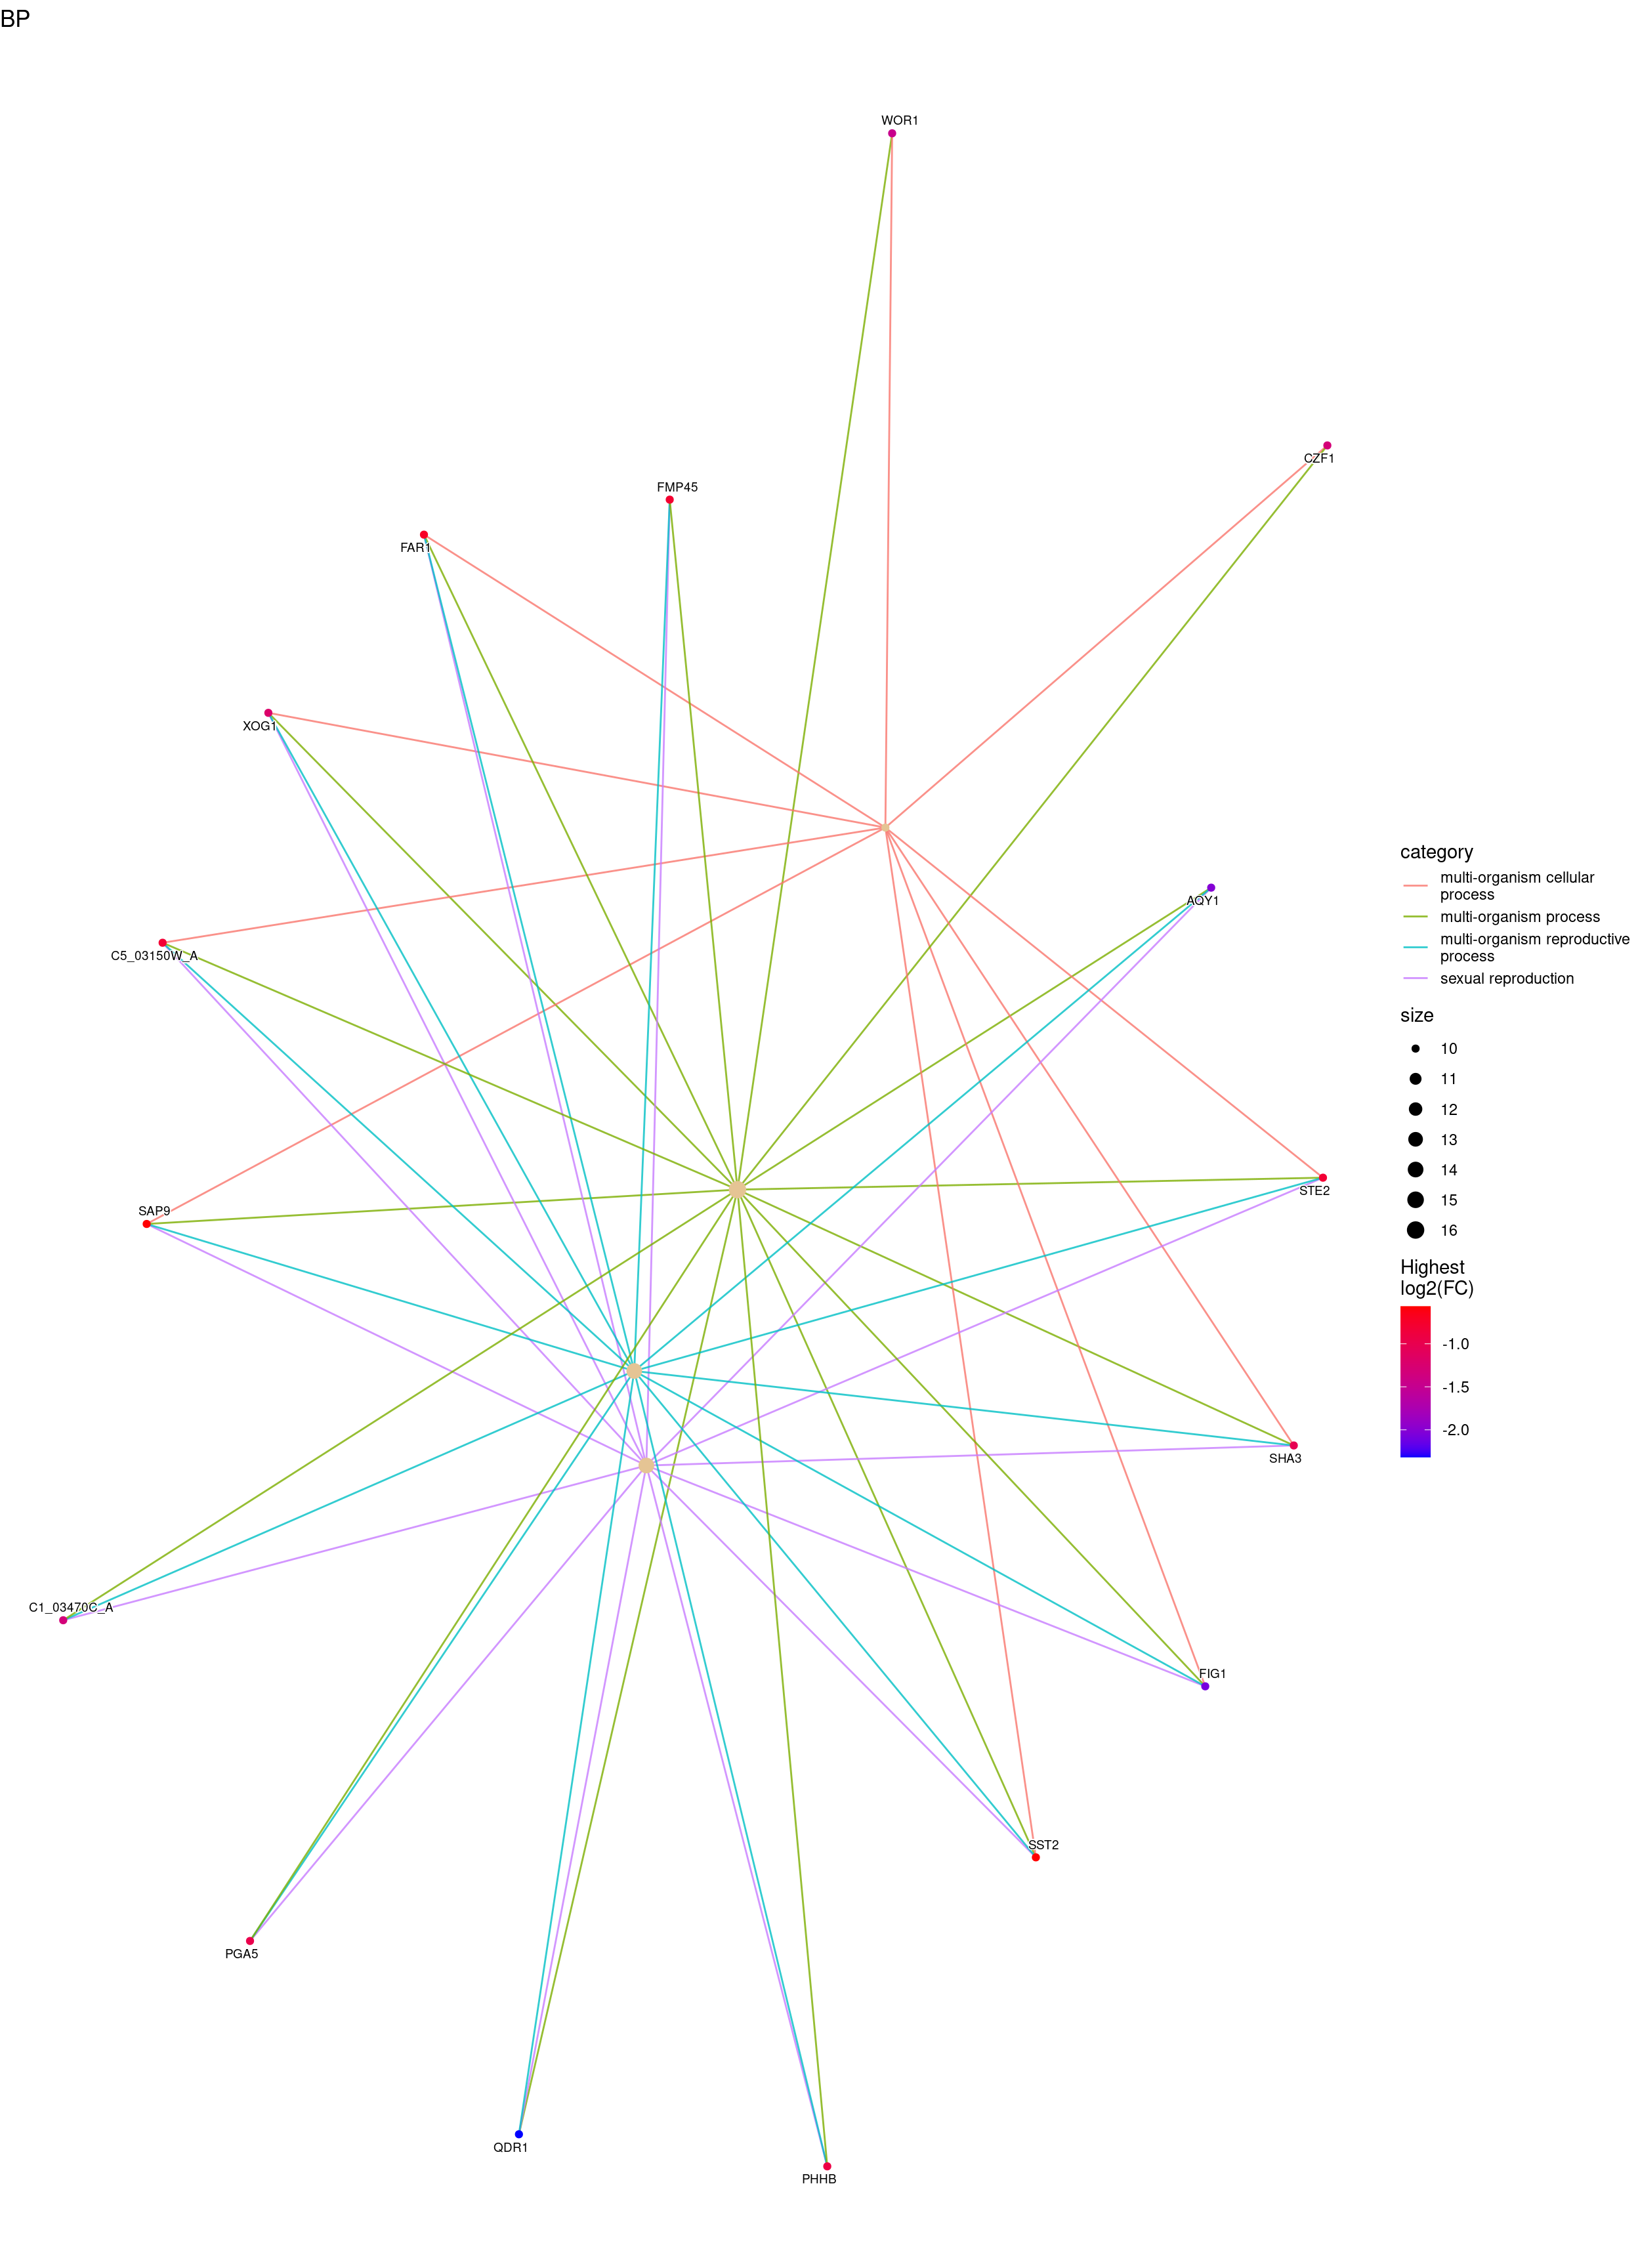 BP
WOR1
CZF1
FMP45
FAR1
XOG1
AQY1
C5_03150W_A
STE2
SAP9
SHA3
C1_03470C_A
FIG1
SST2
PGA5
QDR1
PHHB
category
multi-organism cellular
process
multi-organism process
multi-organism reproductive
process
sexual reproduction
size
10
11
12
13
14
15
16
Highest
log2(FC)
-1.0
-1.5
-2.0